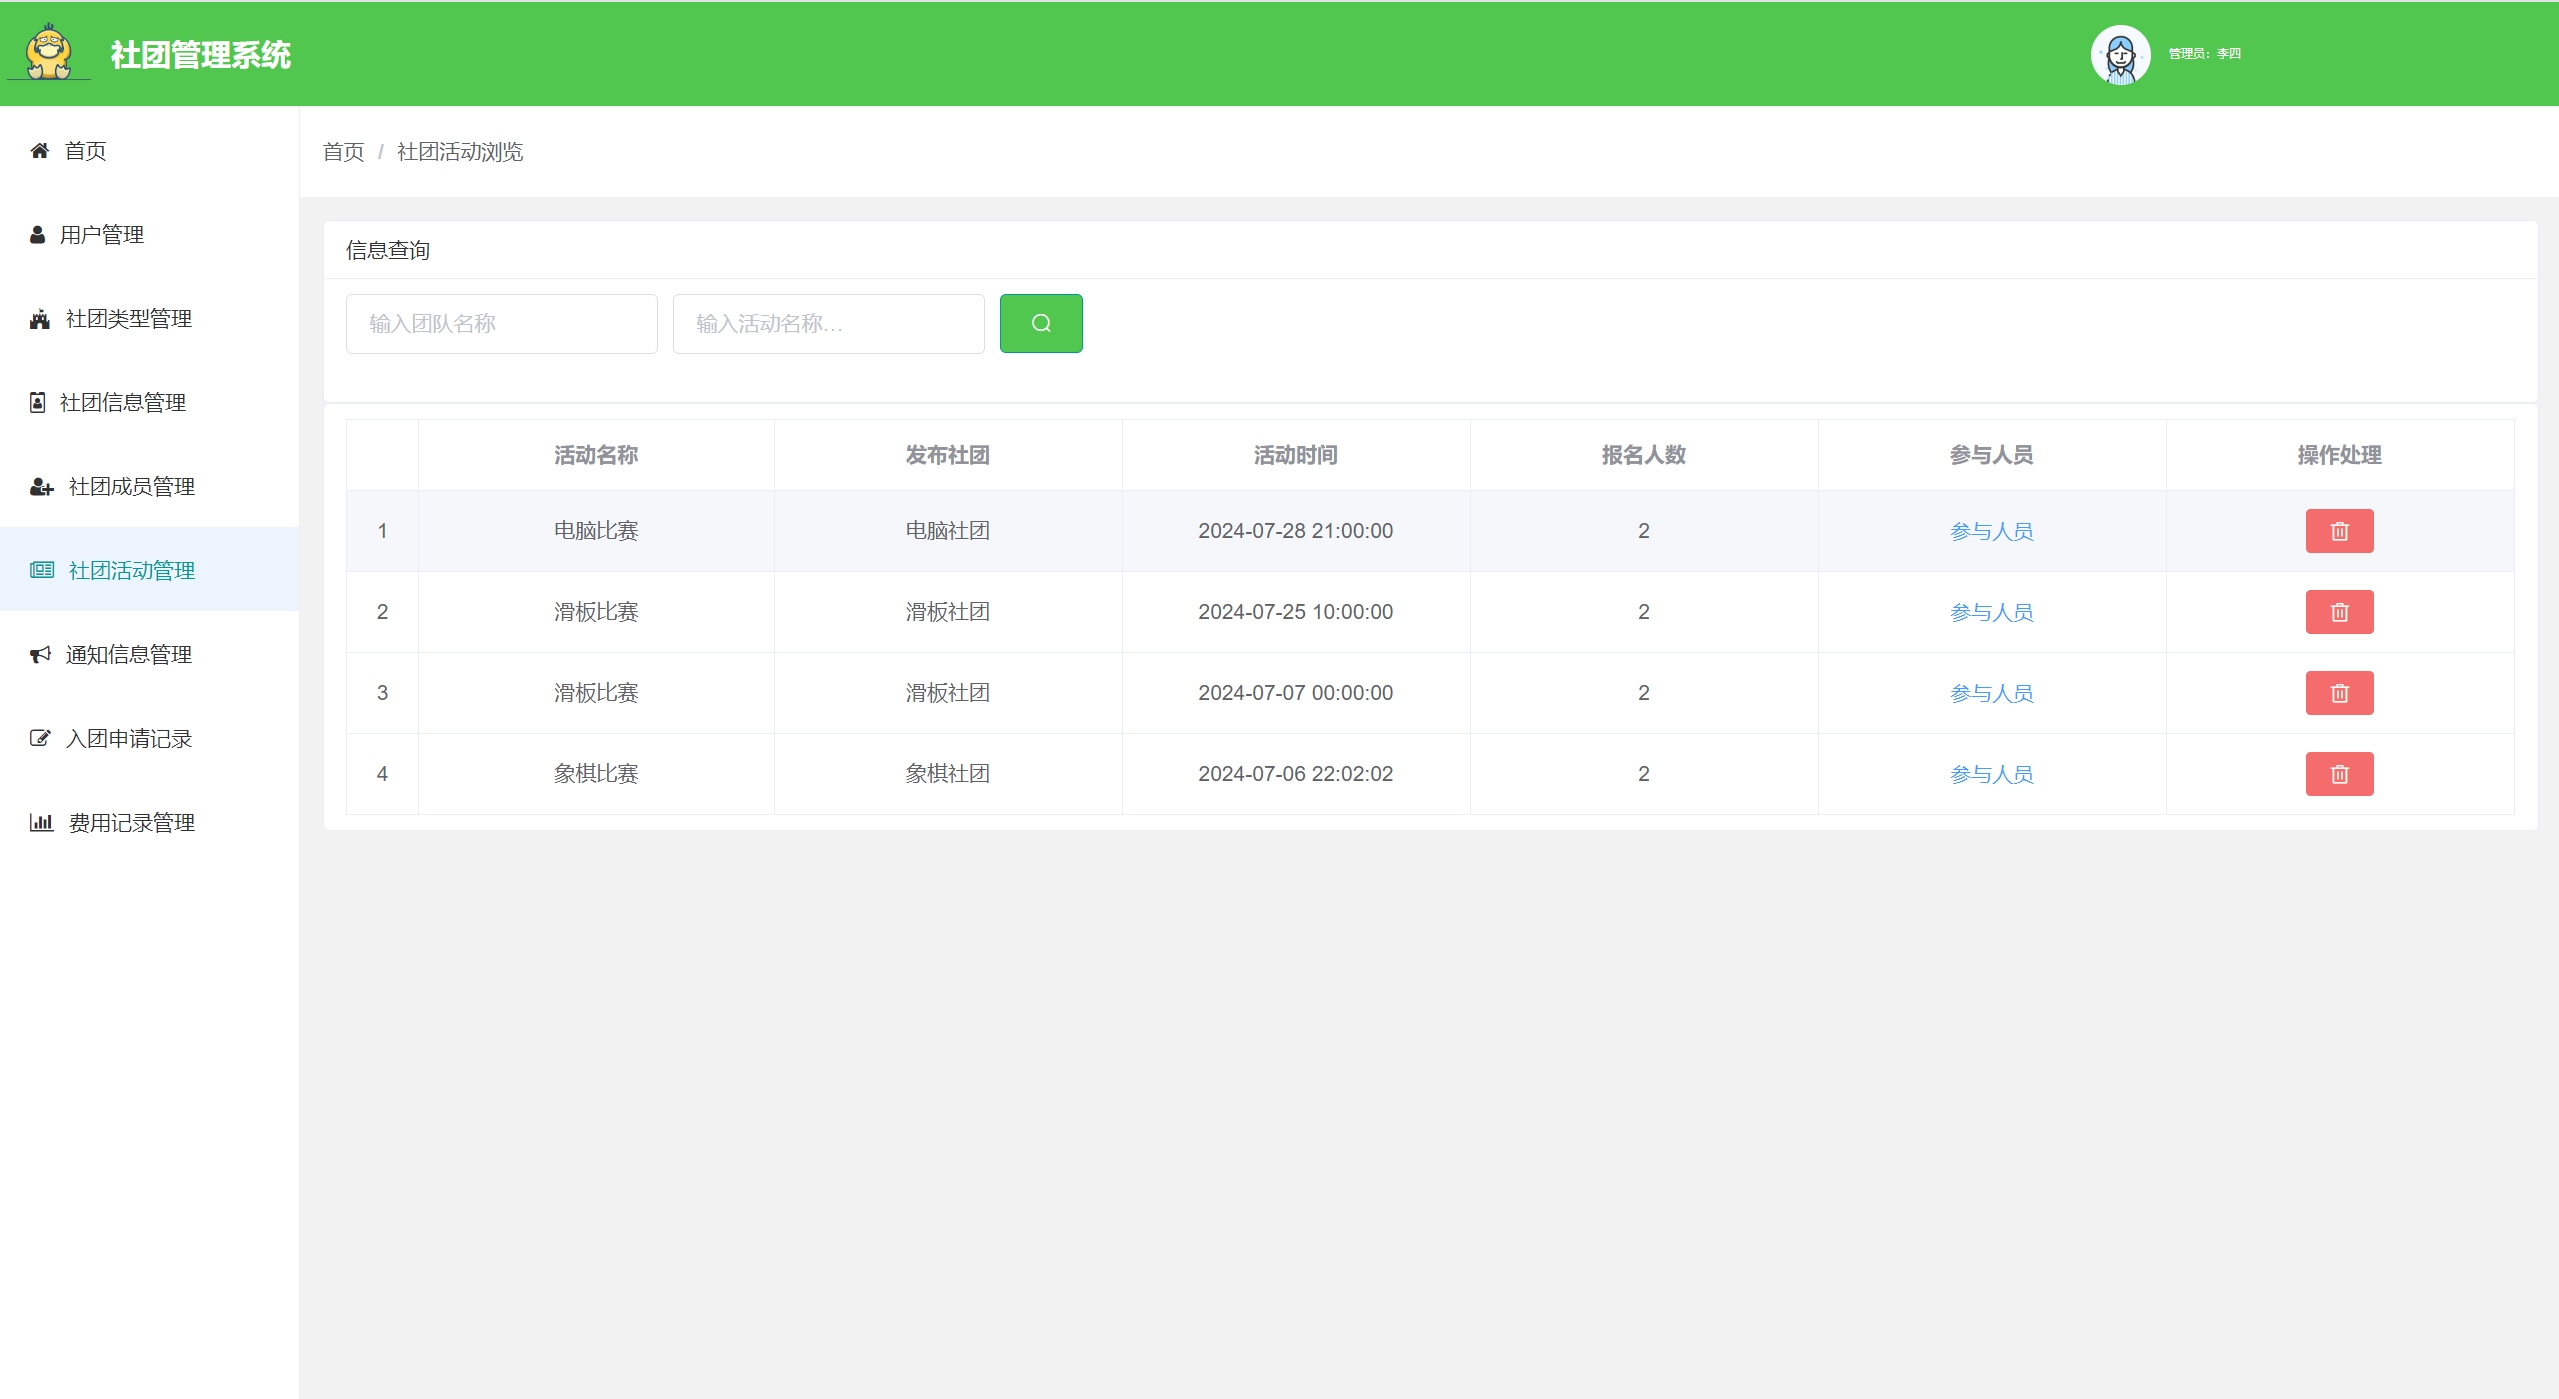 社团管理系统
管理员：李四
首页
用户管理
社团类型管理
社团信息管理
社团成员管理
社团活动管理
通知信息管理
入团申请记录
费用记录管理
首页 / 社团活动浏览
信息查询
输入团队名称 输入活动名称...
活动名称 发布社团 活动时间 报名人数 参与人员 操作处理
1 电脑比赛 电脑社团 2024-07-28 21:00:00 2 参与人员
2 滑板比赛 滑板社团 2024-07-25 10:00:00 2 参与人员
3 滑板比赛 滑板社团 2024-07-07 00:00:00 2 参与人员
4 象棋比赛 象棋社团 2024-07-06 22:02:02 2 参与人员